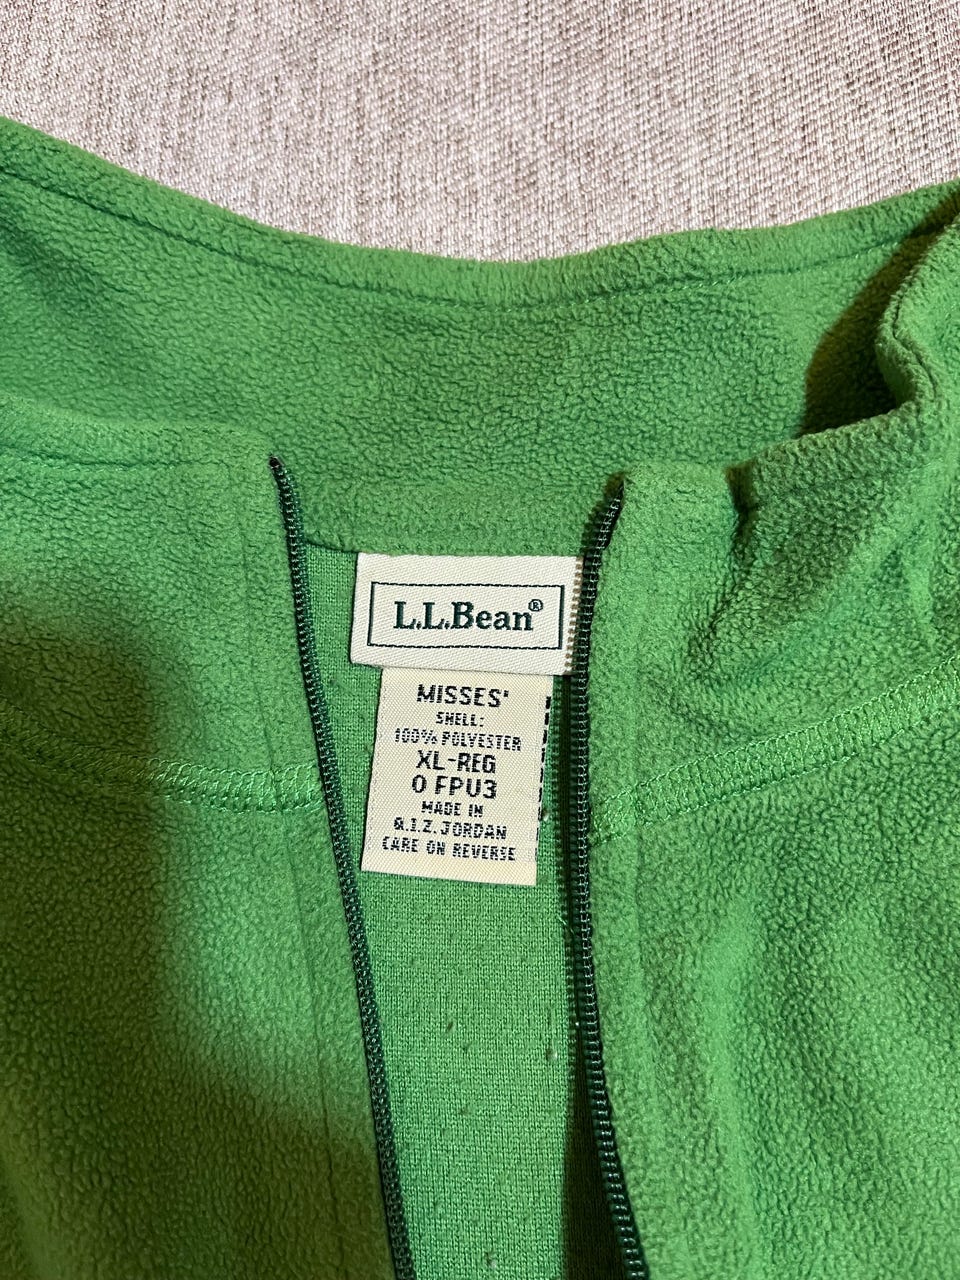 L.L.Bean®
MISSES'
SHELL:
100% POLYESTER
XL-REG
0 FPU3
MADE IN
Q.I.Z. JORDAN
CARE ON REVERSE